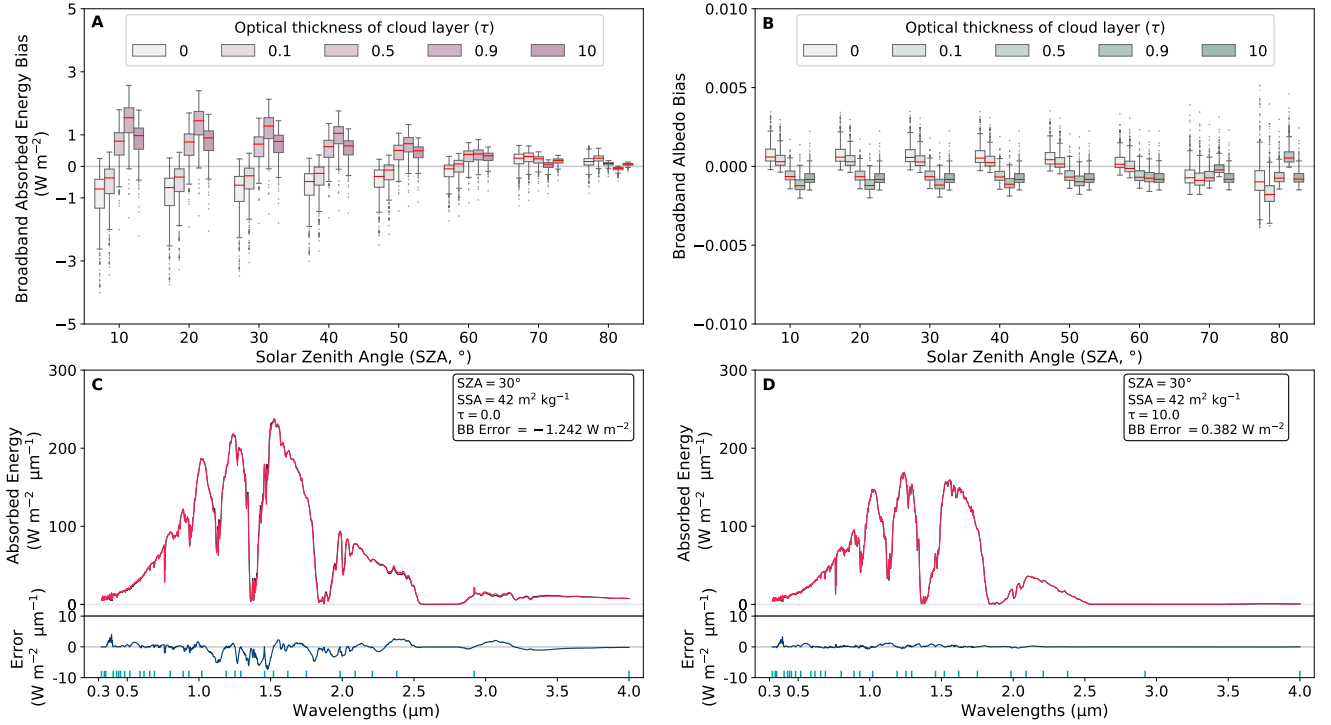 A
Optical thickness of cloud layer (τ)
0 0.1 0.5 0.9 10
Broadband Absorbed Energy Bias
(W m⁻²)
5
3
1
−1
−3
−5
10 20 30 40 50 60 70 80
Solar Zenith Angle (SZA, °)
B
Optical thickness of cloud layer (τ)
0 0.1 0.5 0.9 10
Broadband Albedo Bias
0.010
0.005
0.000
−0.005
−0.010
10 20 30 40 50 60 70 80
Solar Zenith Angle (SZA, °)
C
SZA = 30°
SSA = 42 m² kg⁻¹
τ = 0.0
BB Error = −1.242 W m⁻²
Absorbed Energy
(W m⁻² μm⁻¹)
300
200
100
0
Error
(W m⁻² μm⁻¹)
10
0
-10
0.3 0.5 1.0 1.5 2.0 2.5 3.0 3.5 4.0
Wavelengths (μm)
D
SZA = 30°
SSA = 42 m² kg⁻¹
τ = 10.0
BB Error = 0.382 W m⁻²
Absorbed Energy
(W m⁻² μm⁻¹)
300
200
100
0
Error
(W m⁻² μm⁻¹)
10
0
-10
0.3 0.5 1.0 1.5 2.0 2.5 3.0 3.5 4.0
Wavelengths (μm)